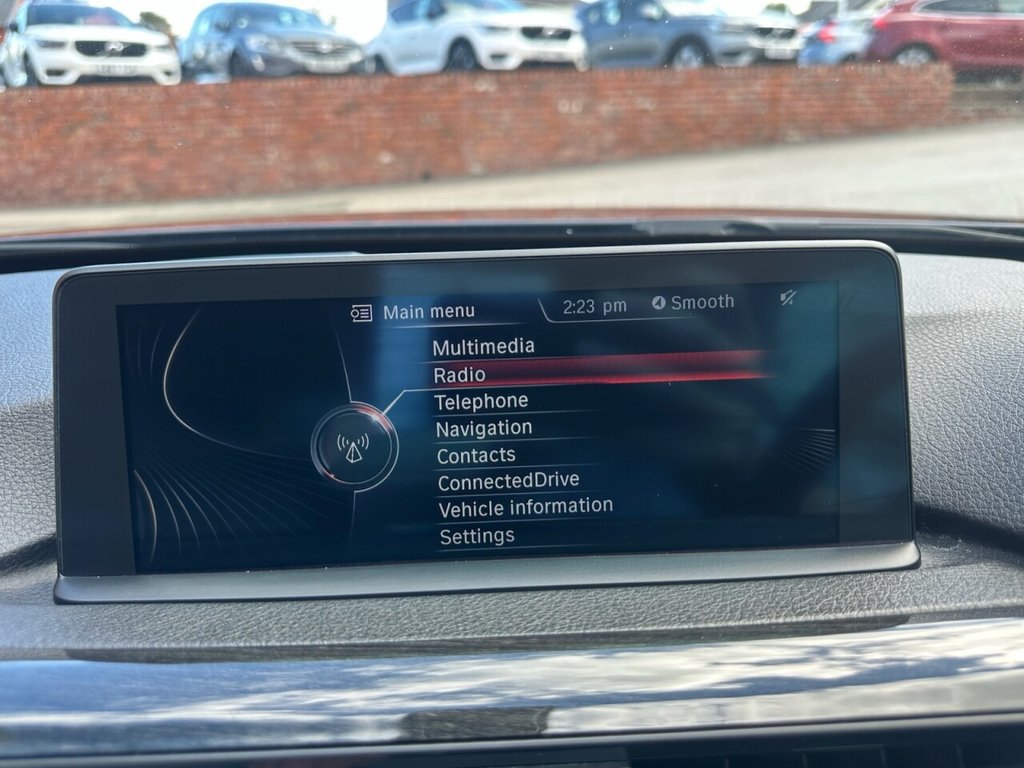 Main menu
2:23 pm
Smooth
Multimedia
Radio
Telephone
Navigation
Contacts
ConnectedDrive
Vehicle information
Settings